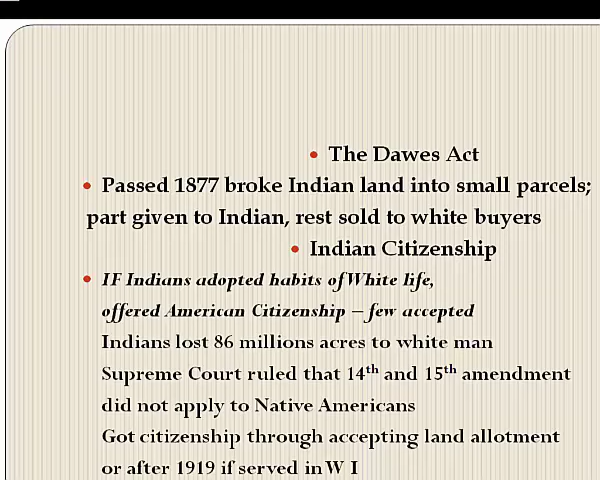 • The Dawes Act
• Passed 1877 broke Indian land into small parcels;
part given to Indian, rest sold to white buyers
• Indian Citizenship
• IF Indians adopted habits of White life,
offered American Citizenship – few accepted
Indians lost 86 millions acres to white man
Supreme Court ruled that 14th and 15th amendment
did not apply to Native Americans
Got citizenship through accepting land allotment
or after 1919 if served in W I